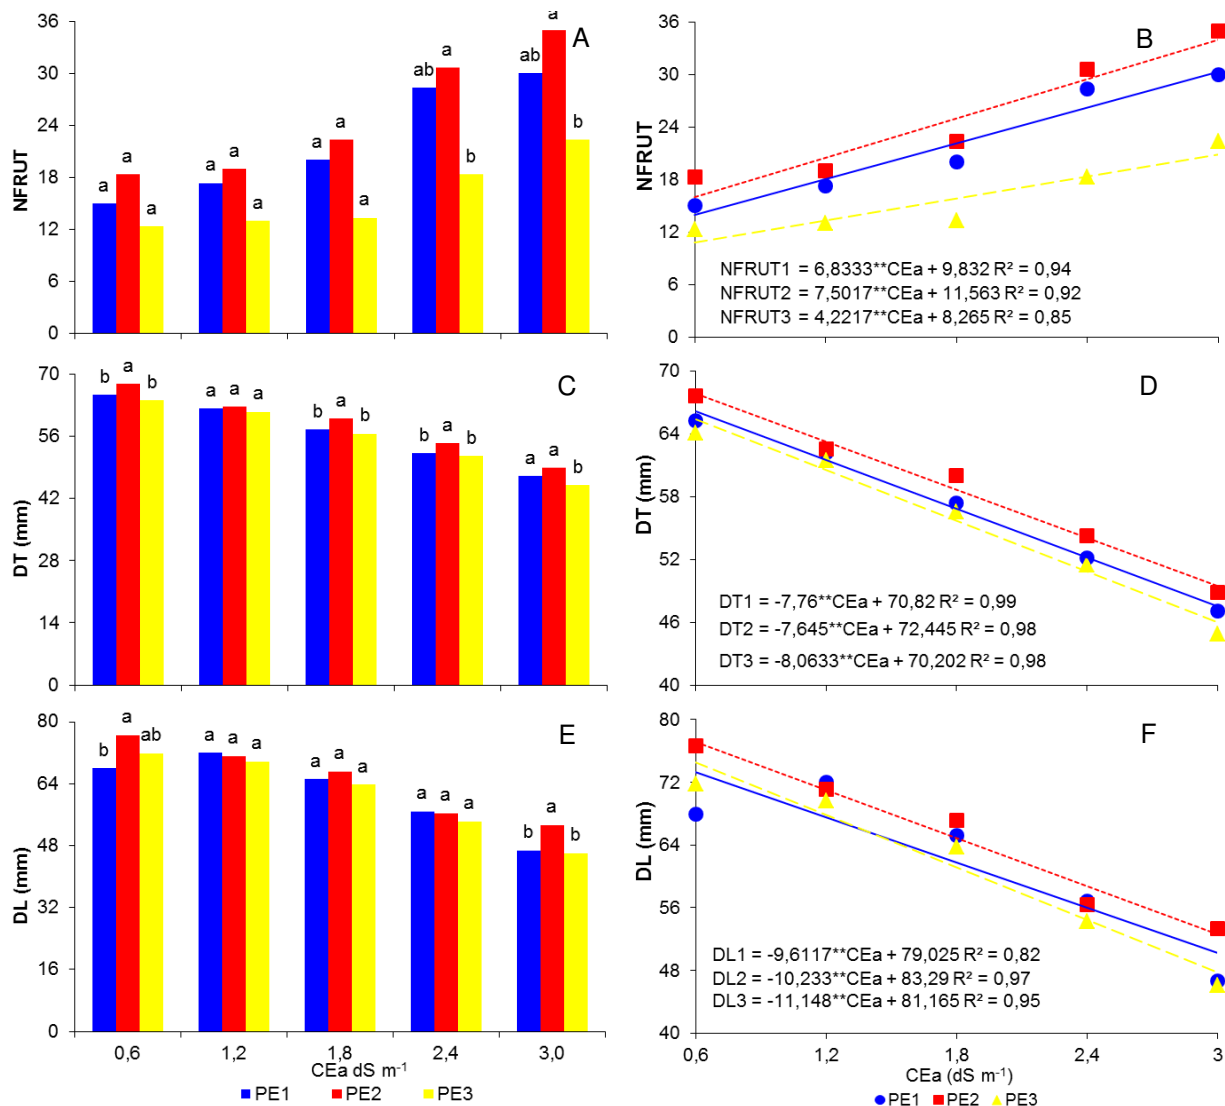 A
NFRUT
36
30
24
18
12
6
0
a a a
a a a
a a a
ab a b
ab a b
B
NFRUT
36
30
24
18
12
6
0
NFRUT1 = 6,8333**CEa + 9,832 R² = 0,94
NFRUT2 = 7,5017**CEa + 11,563 R² = 0,92
NFRUT3 = 4,2217**CEa + 8,265 R² = 0,85
C
DT (mm)
70
56
42
28
14
0
b a b
a a a
b a b
b a b
a a b
D
DT (mm)
70
64
58
52
46
40
DT1 = -7,76**CEa + 70,82 R² = 0,99
DT2 = -7,645**CEa + 72,445 R² = 0,98
DT3 = -8,0633**CEa + 70,202 R² = 0,98
E
DL (mm)
80
64
48
32
16
0
b a ab
a a a
a a a
a a a
b a b
0,6 1,2 1,8 2,4 3,0
CEa dS m⁻¹
PE1 PE2 PE3
F
DL (mm)
80
72
64
56
48
40
DL1 = -9,6117**CEa + 79,025 R² = 0,82
DL2 = -10,233**CEa + 83,29 R² = 0,97
DL3 = -11,148**CEa + 81,165 R² = 0,95
0,6 1,2 1,8 2,4 3
CEa (dS m⁻¹)
PE1 PE2 PE3